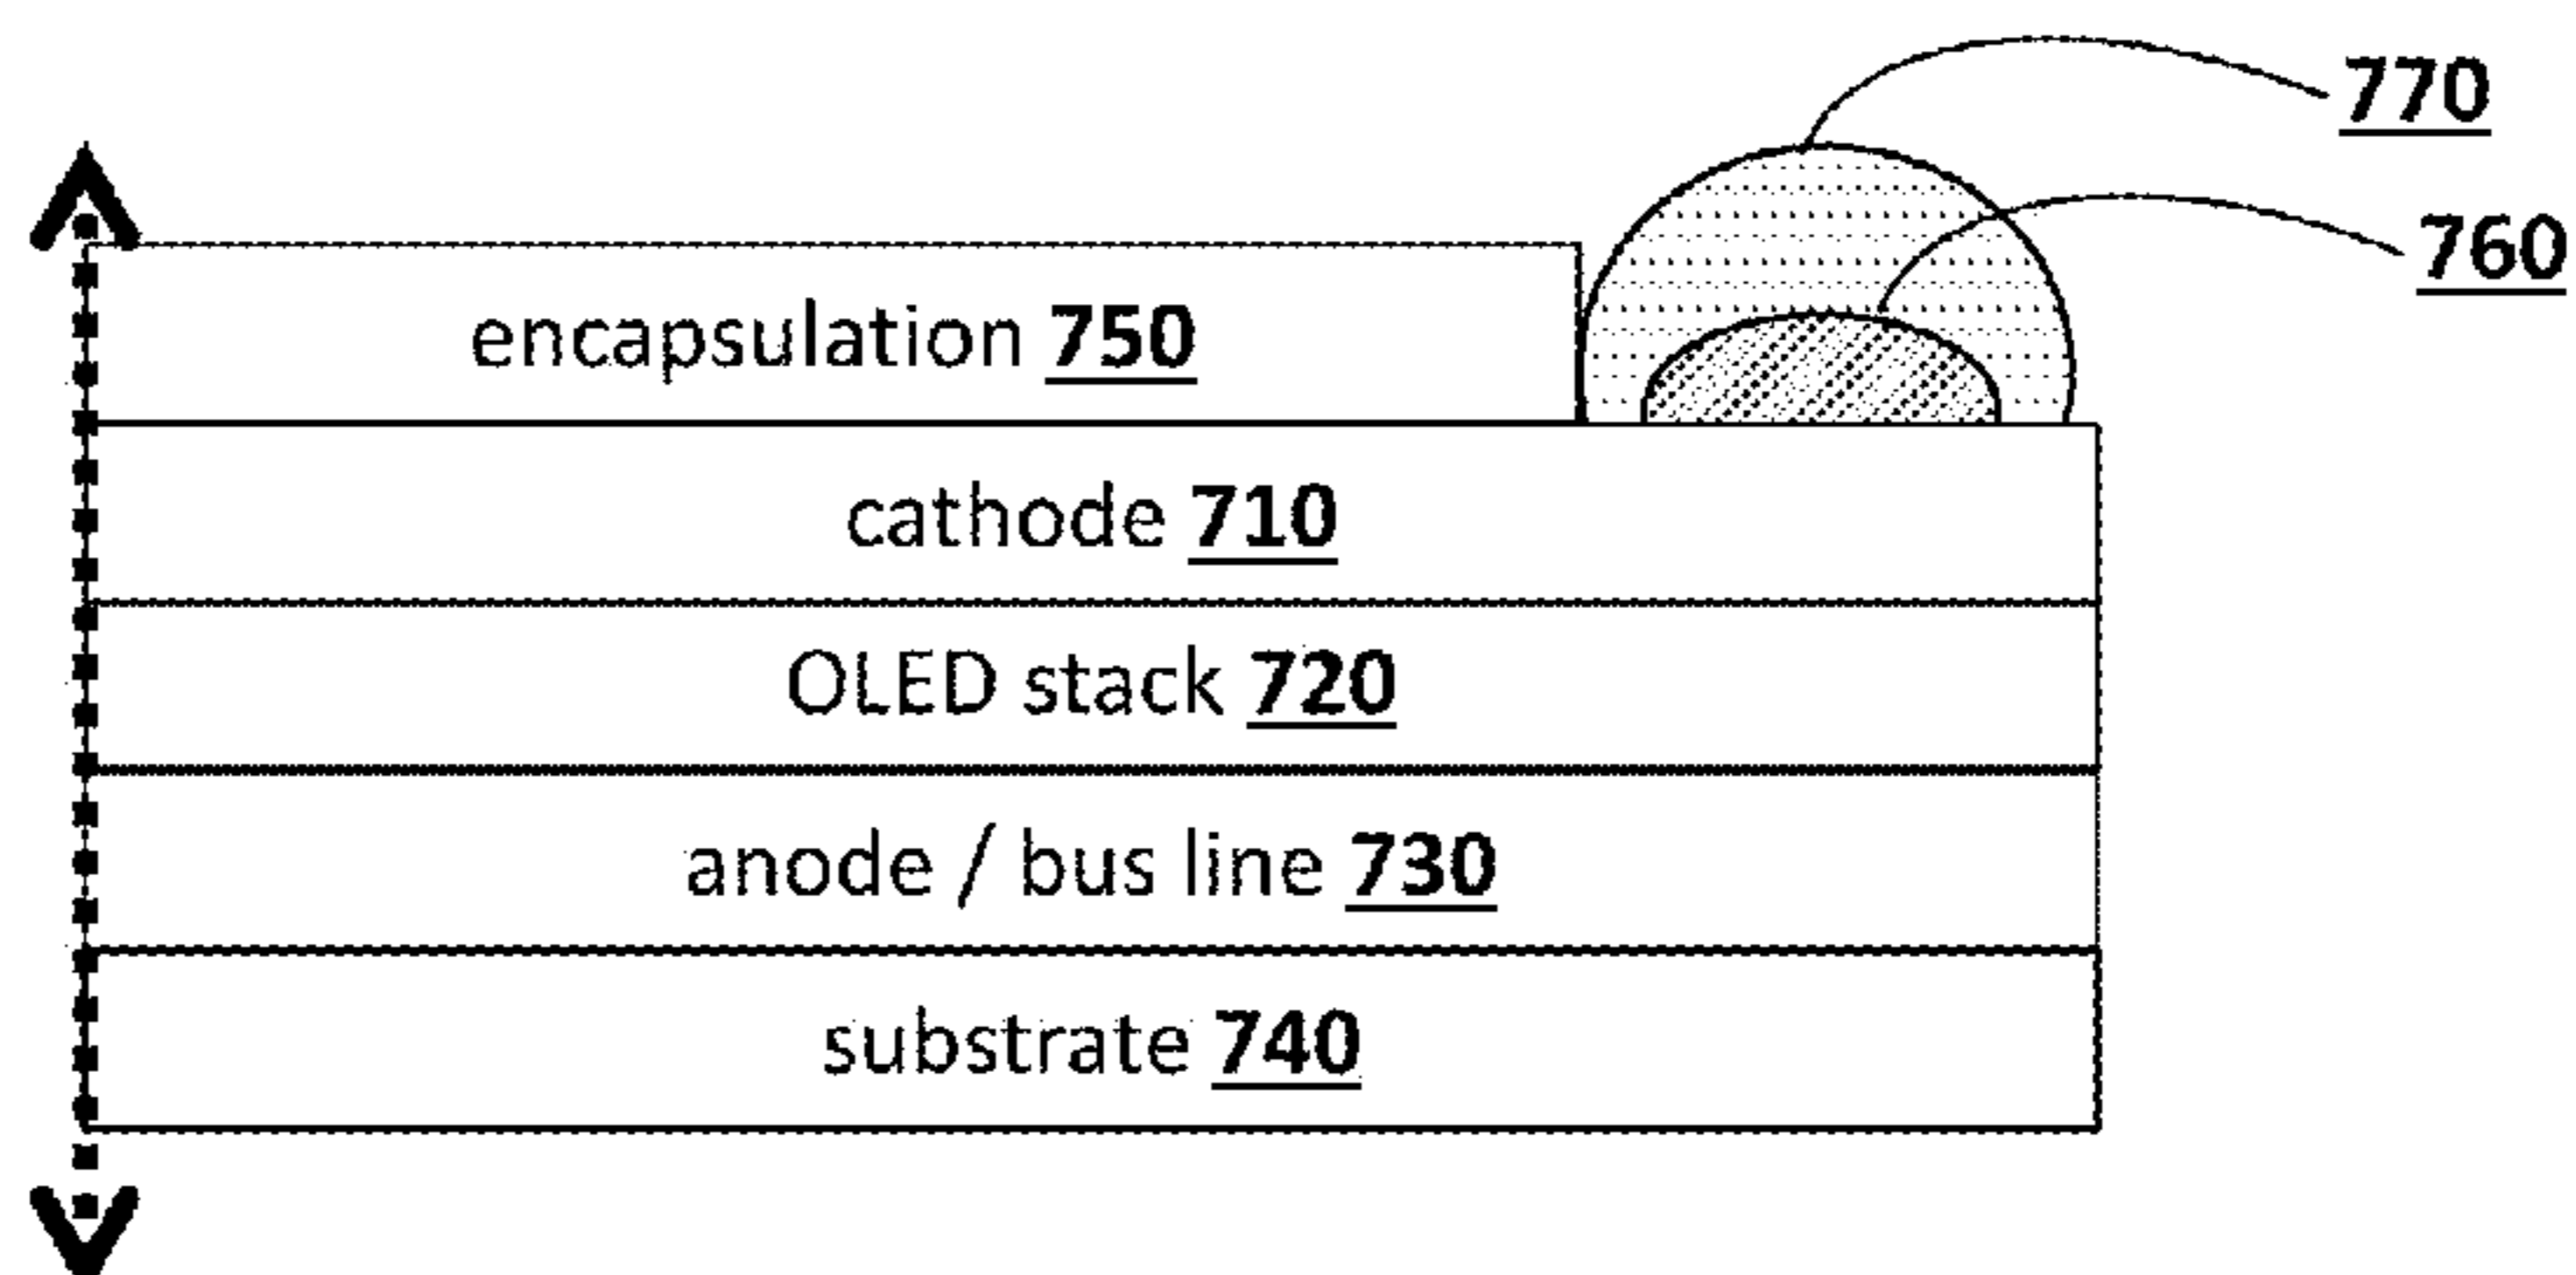 770
760
encapsulation 750
cathode 710
OLED stack 720
anode / bus line 730
substrate 740